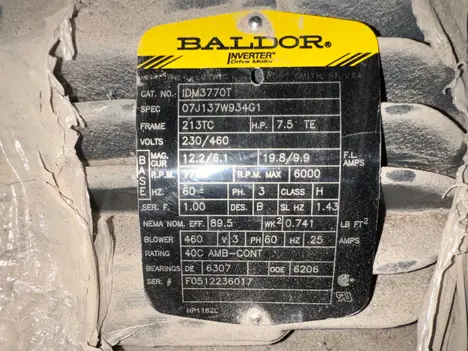 BALDOR®
INVERTER®
Drive Motor
CAT. NO. IDM3770T
SPEC 07J137W934G1
FRAME 213TC H.P. 7.5 TE
VOLTS 230/460
BASE
MAG. CUR 12.2/6.1 19.8/9.9 F.L. AMPS
R.P.M. R.P.M. MAX 6000
HZ. 60 PH. 3 CLASS H
SER. F. 1.00 DES. B SL HZ 1.43
NEMA NOM. EFF. 89.5 WK² 0.741 LB FT²
BLOWER 460 V 3 PH 60 HZ .25 AMPS
RATING 40C AMB-CONT
BEARINGS DE 6307 ODE 6206
SER. # F0512236017
NP1162L